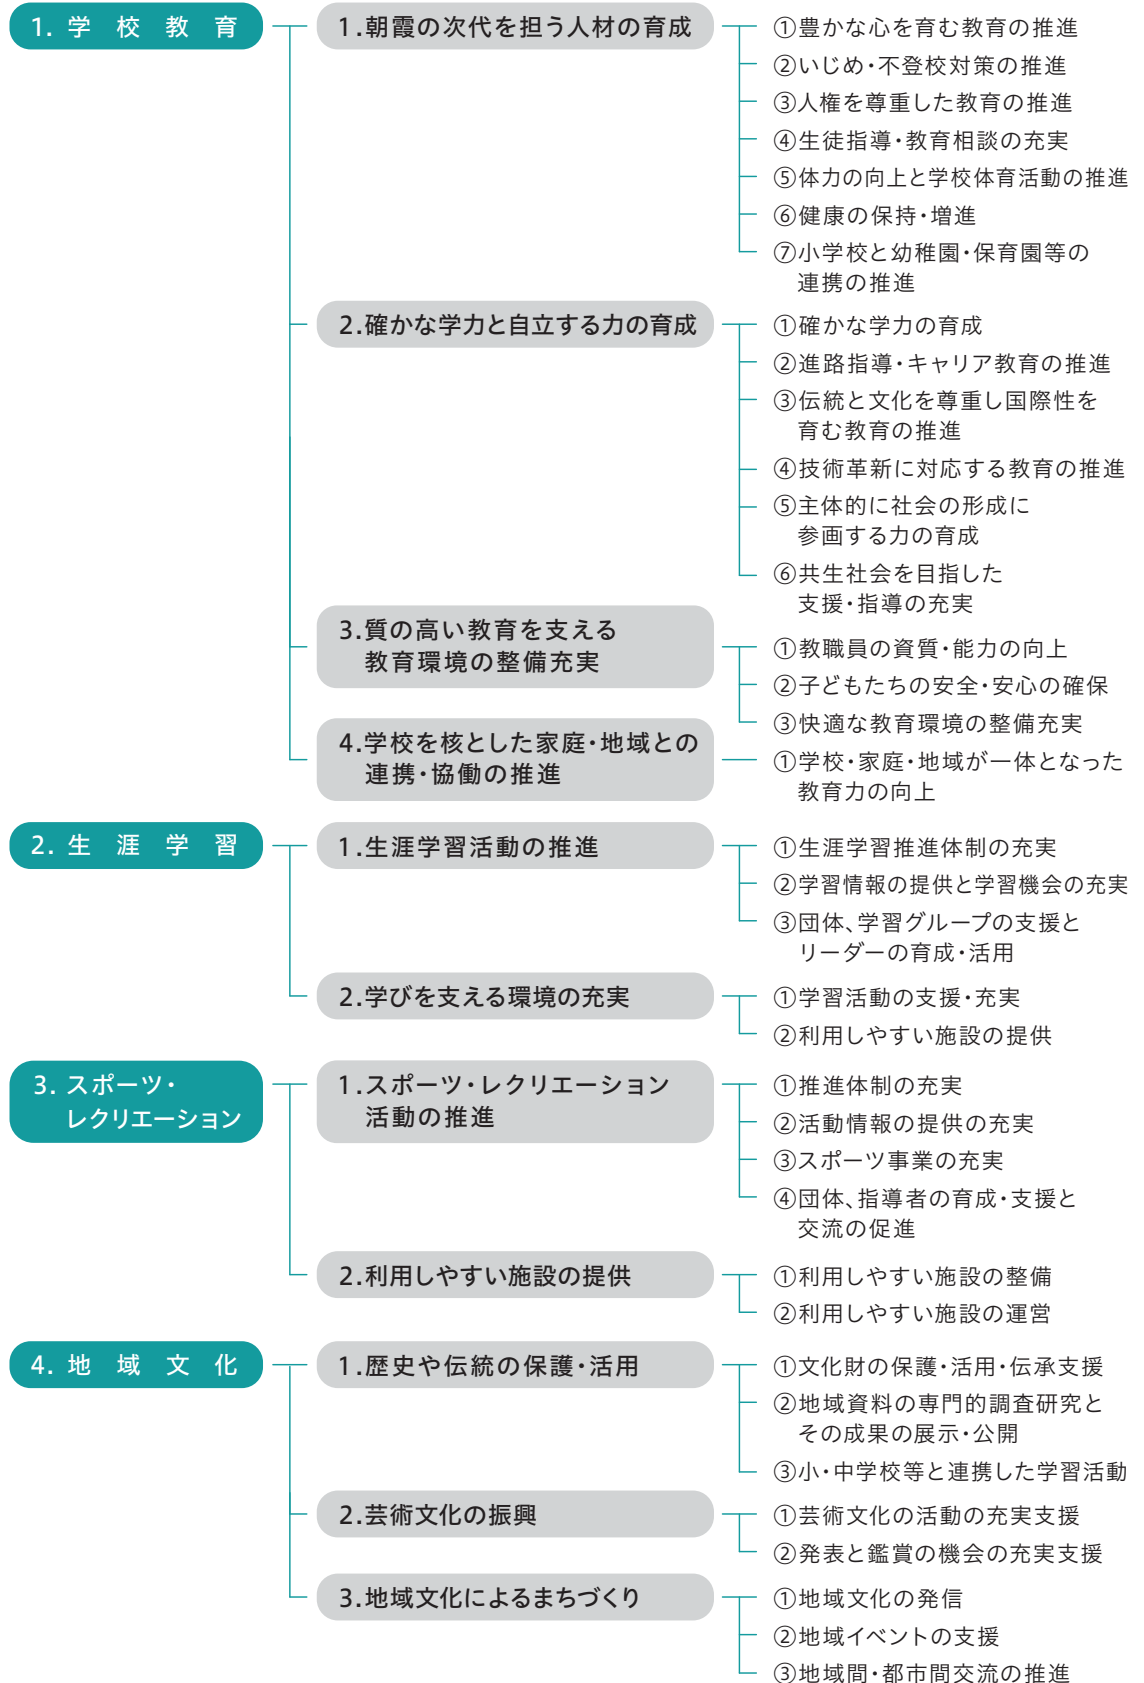 1. 学校教育
1.朝霞の次代を担う人材の育成
①豊かな心を育む教育の推進
②いじめ・不登校対策の推進
③人権を尊重した教育の推進
④生徒指導・教育相談の充実
⑤体力の向上と学校体育活動の推進
⑥健康の保持・増進
⑦小学校と幼稚園・保育園等の
連携の推進
2.確かな学力と自立する力の育成
①確かな学力の育成
②進路指導・キャリア教育の推進
③伝統と文化を尊重し国際性を
育む教育の推進
④技術革新に対応する教育の推進
⑤主体的に社会の形成に
参画する力の育成
⑥共生社会を目指した
支援・指導の充実
3.質の高い教育を支える
教育環境の整備充実
①教職員の資質・能力の向上
②子どもたちの安全・安心の確保
③快適な教育環境の整備充実
4.学校を核とした家庭・地域との
連携・協働の推進
①学校・家庭・地域が一体となった
教育力の向上
2. 生涯学習
1.生涯学習活動の推進
①生涯学習推進体制の充実
②学習情報の提供と学習機会の充実
③団体、学習グループの支援と
リーダーの育成・活用
2.学びを支える環境の充実
①学習活動の支援・充実
②利用しやすい施設の提供
3. スポーツ・
レクリエーション
1.スポーツ・レクリエーション
活動の推進
①推進体制の充実
②活動情報の提供の充実
③スポーツ事業の充実
④団体、指導者の育成・支援と
交流の促進
2.利用しやすい施設の提供
①利用しやすい施設の整備
②利用しやすい施設の運営
4. 地域文化
1.歴史や伝統の保護・活用
①文化財の保護・活用・伝承支援
②地域資料の専門的調査研究と
その成果の展示・公開
③小・中学校等と連携した学習活動
2.芸術文化の振興
①芸術文化の活動の充実支援
②発表と鑑賞の機会の充実支援
3.地域文化によるまちづくり
①地域文化の発信
②地域イベントの支援
③地域間・都市間交流の推進